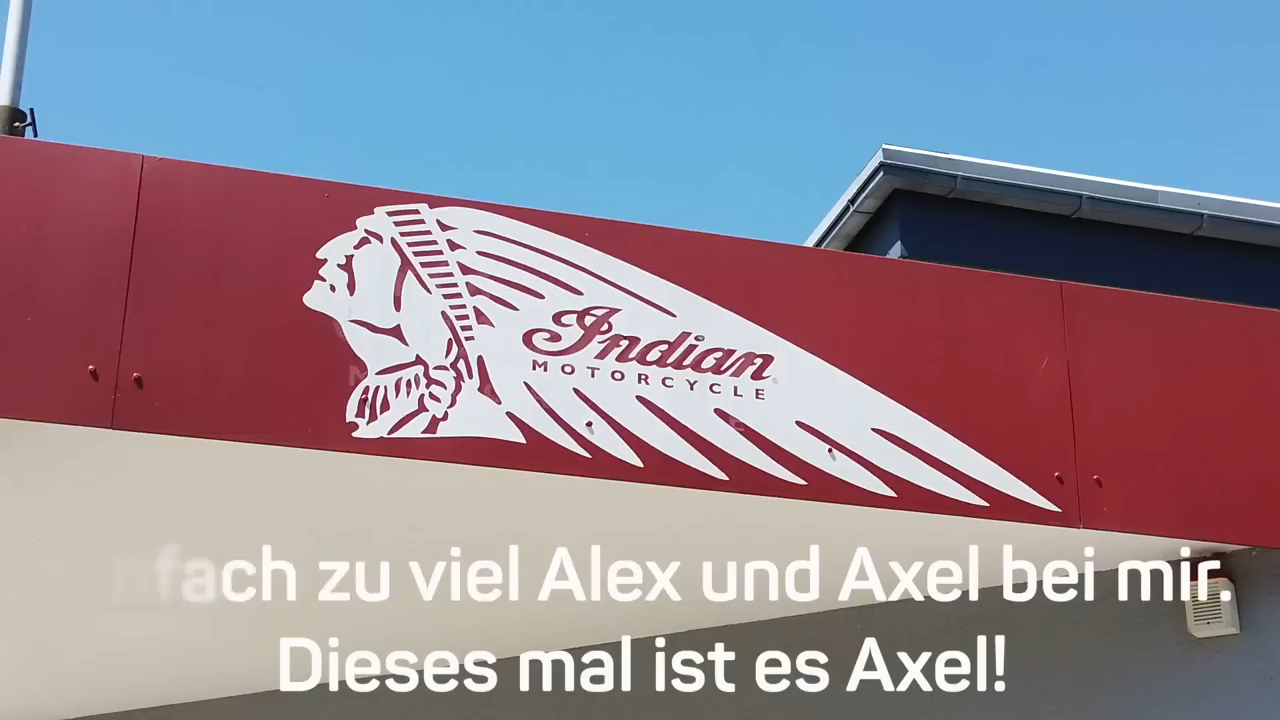 Indian
MOTORCYCLE
fach zu viel Alex und Axel bei mir.
Dieses mal ist es Axel!